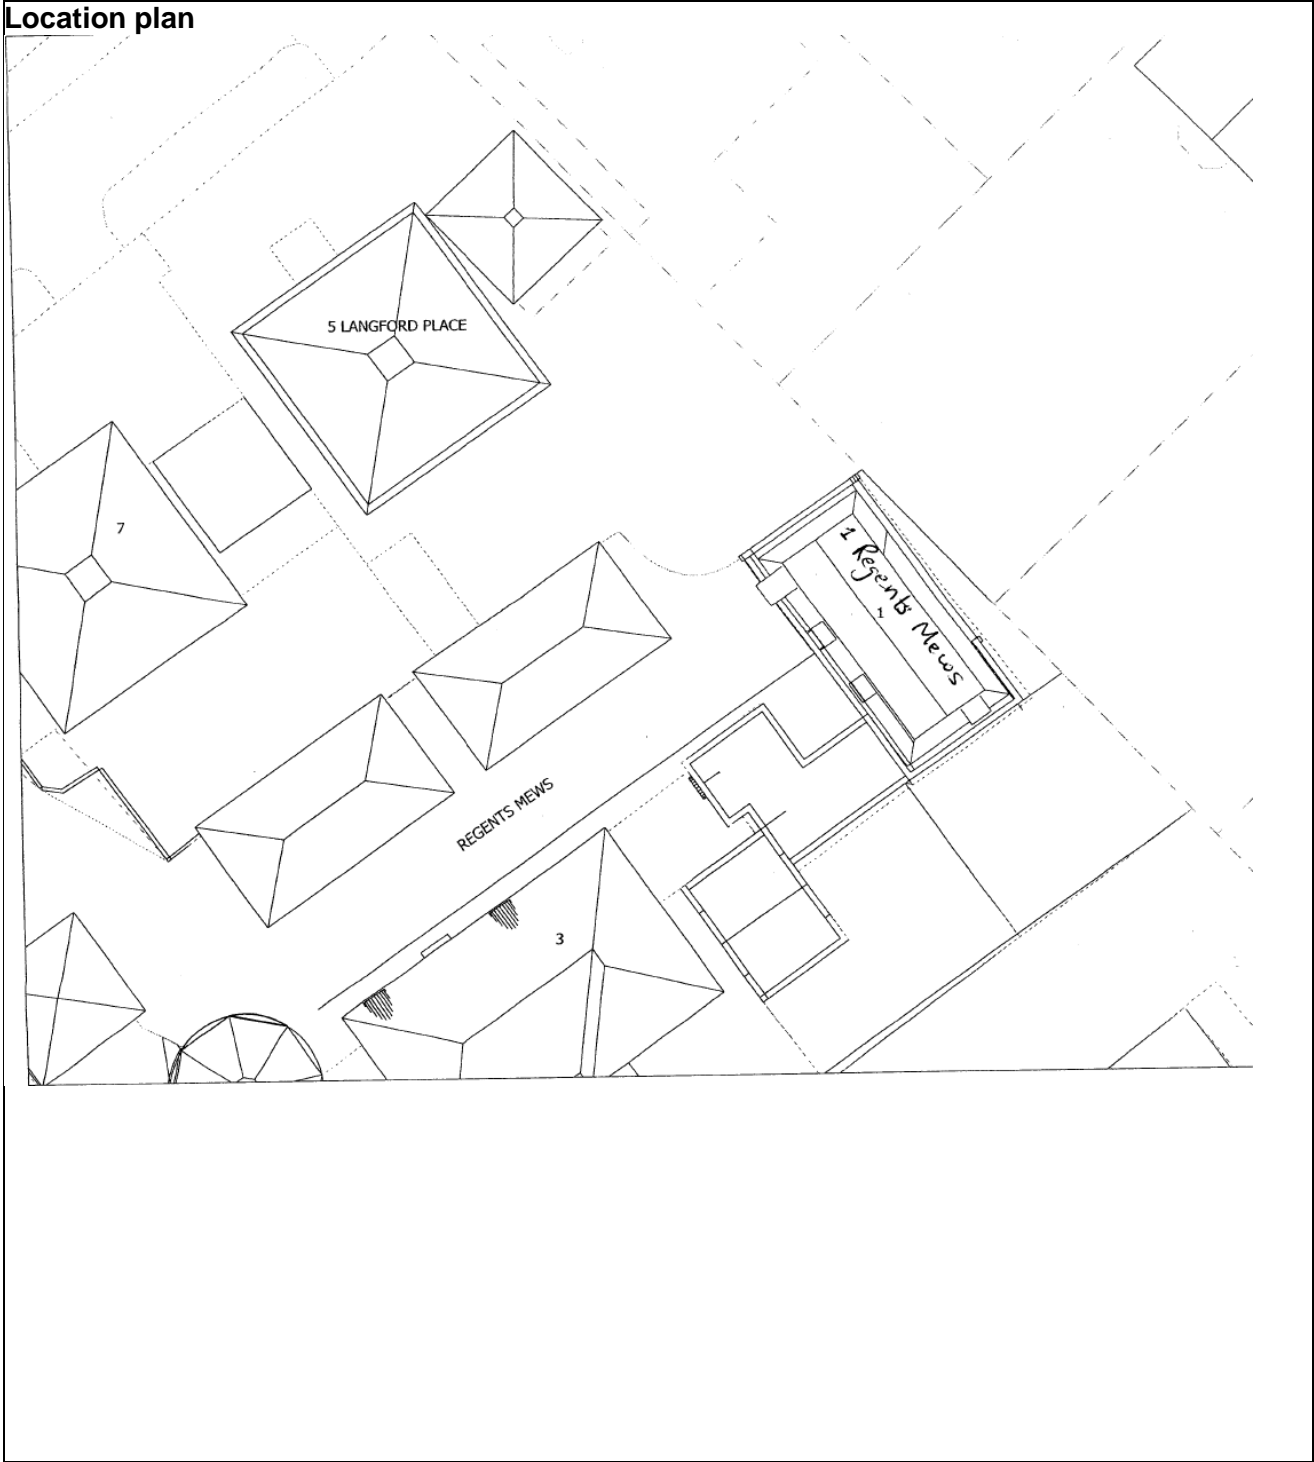 Location plan
5 LANGFORD PLACE
7
1 Regents Mews
1
REGENTS MEWS
3